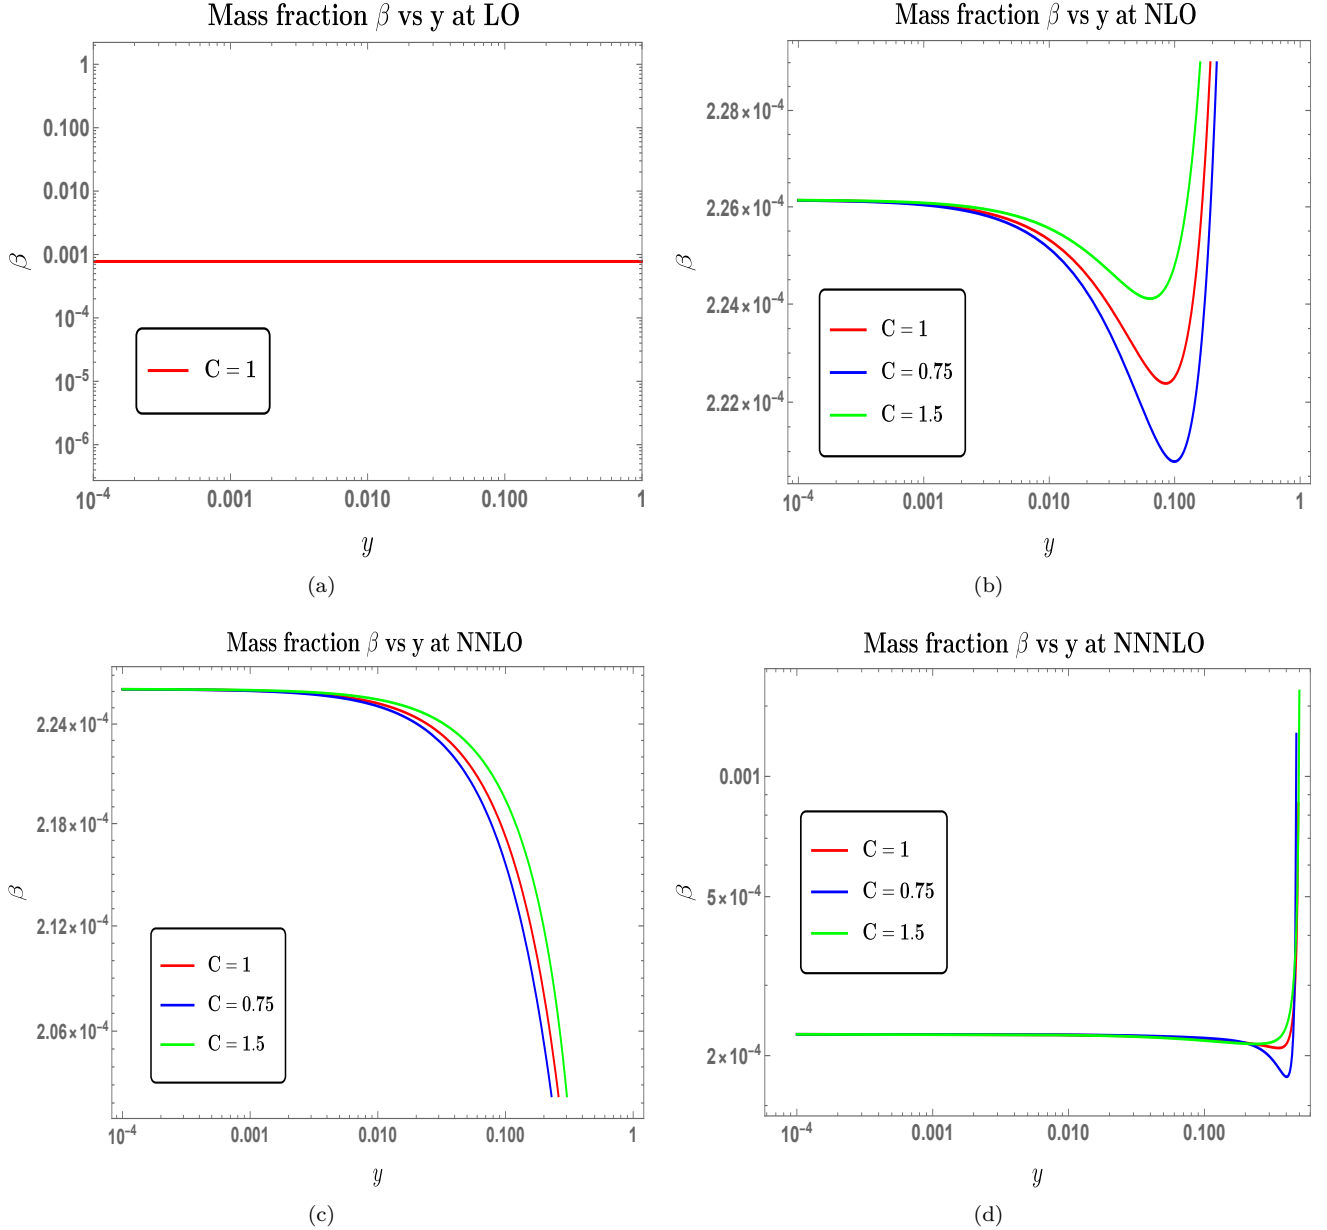 Mass fraction β vs y at LO
1
0.100
0.010
0.001
10⁻⁴
10⁻⁵
10⁻⁶
β
C = 1
10⁻⁴ 0.001 0.010 0.100 1
y
(a)
Mass fraction β vs y at NLO
2.28×10⁻⁴
2.26×10⁻⁴
2.24×10⁻⁴
2.22×10⁻⁴
β
C = 1
C = 0.75
C = 1.5
10⁻⁴ 0.001 0.010 0.100 1
y
(b)
Mass fraction β vs y at NNLO
2.24×10⁻⁴
2.18×10⁻⁴
2.12×10⁻⁴
2.06×10⁻⁴
β
C = 1
C = 0.75
C = 1.5
10⁻⁴ 0.001 0.010 0.100 1
y
(c)
Mass fraction β vs y at NNNLO
0.001
5×10⁻⁴
2×10⁻⁴
β
C = 1
C = 0.75
C = 1.5
10⁻⁴ 0.001 0.010 0.100
y
(d)